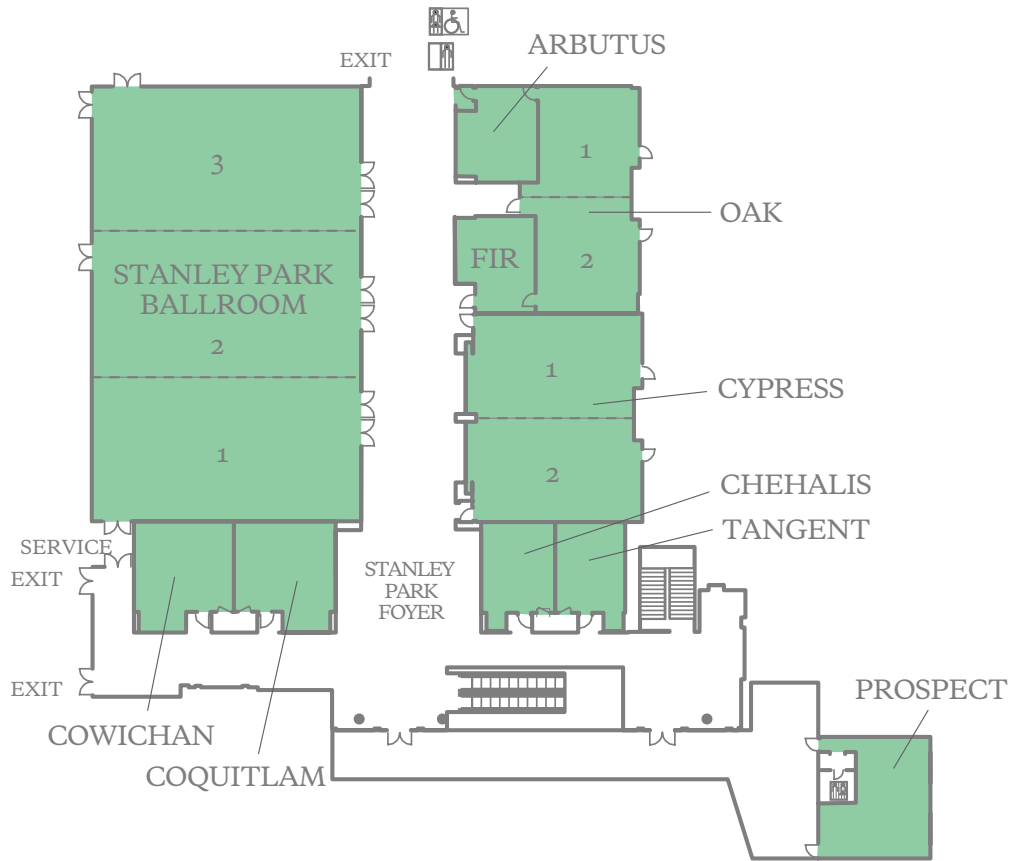 ARBUTUS
EXIT
3
1
OAK
STANLEY PARK
BALLROOM
FIR
2
2
1
CYPRESS
1
2
CHEHALIS
TANGENT
SERVICE
EXIT
STANLEY
PARK
FOYER
EXIT
PROSPECT
COWICHAN
COQUITLAM